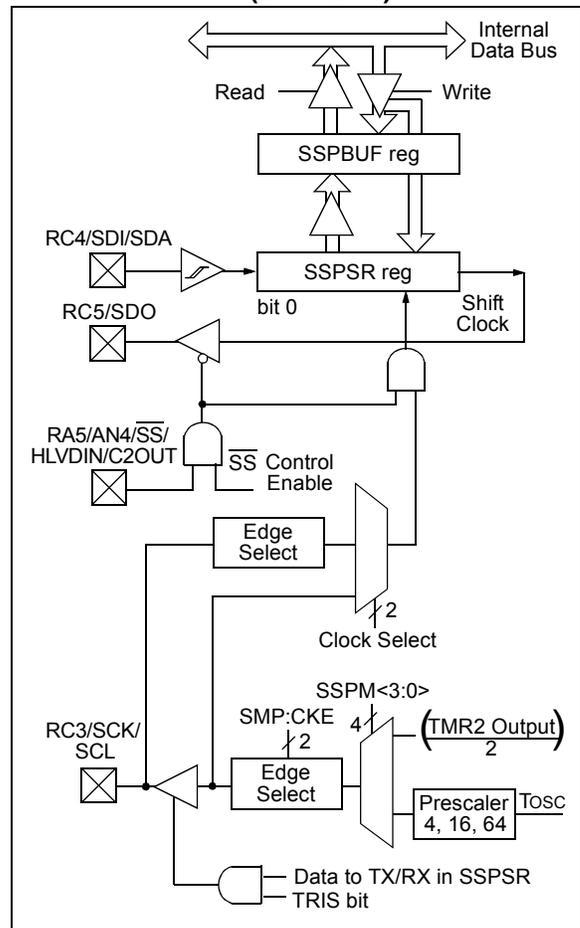 Internal
Data Bus
Read
Write
SSPBUF reg
RC4/SDI/SDA
SSPSR reg
bit 0
Shift
Clock
RC5/SDO
RA5/AN4/SS/
HLVDIN/C2OUT
SS Control
Enable
Edge
Select
2
Clock Select
SSPM<3:0>
SMP:CKE
4
2
(TMR2 Output)
2
RC3/SCK/
SCL
Edge
Select
Prescaler
4, 16, 64
TOSC
Data to TX/RX in SSPSR
TRIS bit